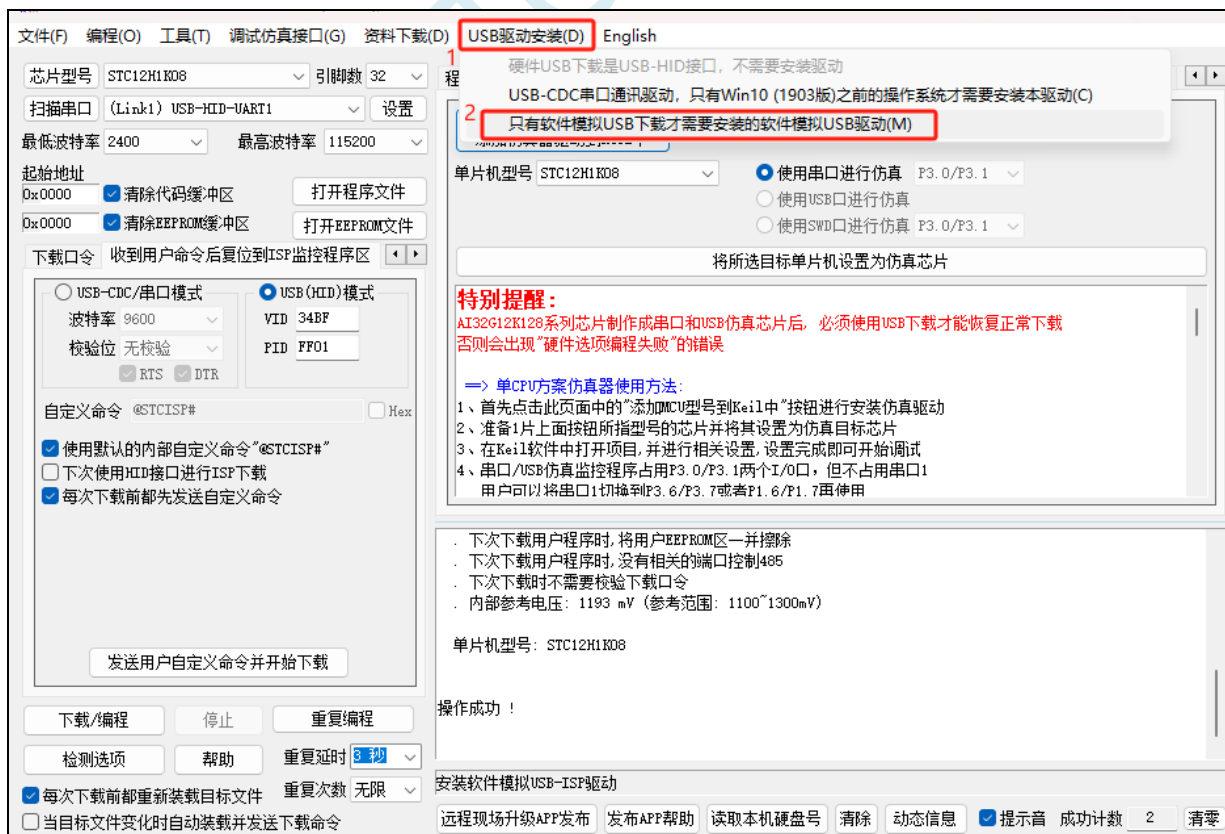 文件(F) 编程(O) 工具(T) 调试仿真接口(G) 资料下载(D) USB驱动安装(D) English
1
硬件USB下载是USB-HID接口，不需要安装驱动
USB-CDC串口通讯驱动，只有Win10 (1903版)之前的操作系统才需要安装本驱动(C)
2
只有软件模拟USB下载才需要安装的软件模拟USB驱动(M)
芯片型号 STC12H1K08 引脚数 32 程
扫描串口 (Link1) USB-HID-UART1 设置
最低波特率 2400 最高波特率 115200
起始地址
0x0000 清除代码缓冲区 打开程序文件
0x0000 清除EEPROM缓冲区 打开EEPROM文件
下载口令 收到用户命令后复位到ISP监控程序区
USB-CDC/串口模式 USB(HID)模式
波特率 9600 VID 34BF
校验位 无校验 PID FF01
RTS DTR
自定义命令 @STCISP# Hex
使用默认的内部自定义命令"@STCISP#"
下次使用HID接口进行ISP下载
每次下载前都先发送自定义命令
发送用户自定义命令并开始下载
下载/编程 停止 重复编程
检测选项 帮助 重复延时 3 秒
每次下载前都重新装载目标文件 重复次数 无限
当目标文件变化时自动装载并发送下载命令
单片机型号 STC12H1K08 使用串口进行仿真 P3.0/P3.1
使用USB口进行仿真
使用SWD口进行仿真 P3.0/P3.1
将所选目标单片机设置为仿真芯片
特别提醒:
AI32G12K128系列芯片制作成串口和USB仿真芯片后, 必须使用USB下载才能恢复正常下载
否则会出现"硬件选项编程失败"的错误
==> 单CPU方案仿真器使用方法:
1、首先点击此页面中的"添加MCU型号到Keil中"按钮进行安装仿真驱动
2、准备1片上面按钮所指型号的芯片并将其设置为仿真目标芯片
3、在Keil软件中打开项目,并进行相关设置,设置完成即可开始调试
4、串口/USB仿真监控程序占用P3.0/P3.1两个I/O口，但不占用串口1
用户可以将串口1切换到P3.6/P3.7或者P1.6/P1.7再使用
. 下次下载用户程序时,将用户EEPROM区一并擦除
. 下次下载用户程序时,没有相关的端口控制485
. 下次下载时不需要校验下载口令
. 内部参考电压: 1193 mV (参考范围: 1100~1300mV)
单片机型号: STC12H1K08
操作成功 !
安装软件模拟USB-ISP驱动
远程现场升级APP发布 发布APP帮助 读取本机硬盘号 清除 动态信息 提示音 成功计数 2 清零